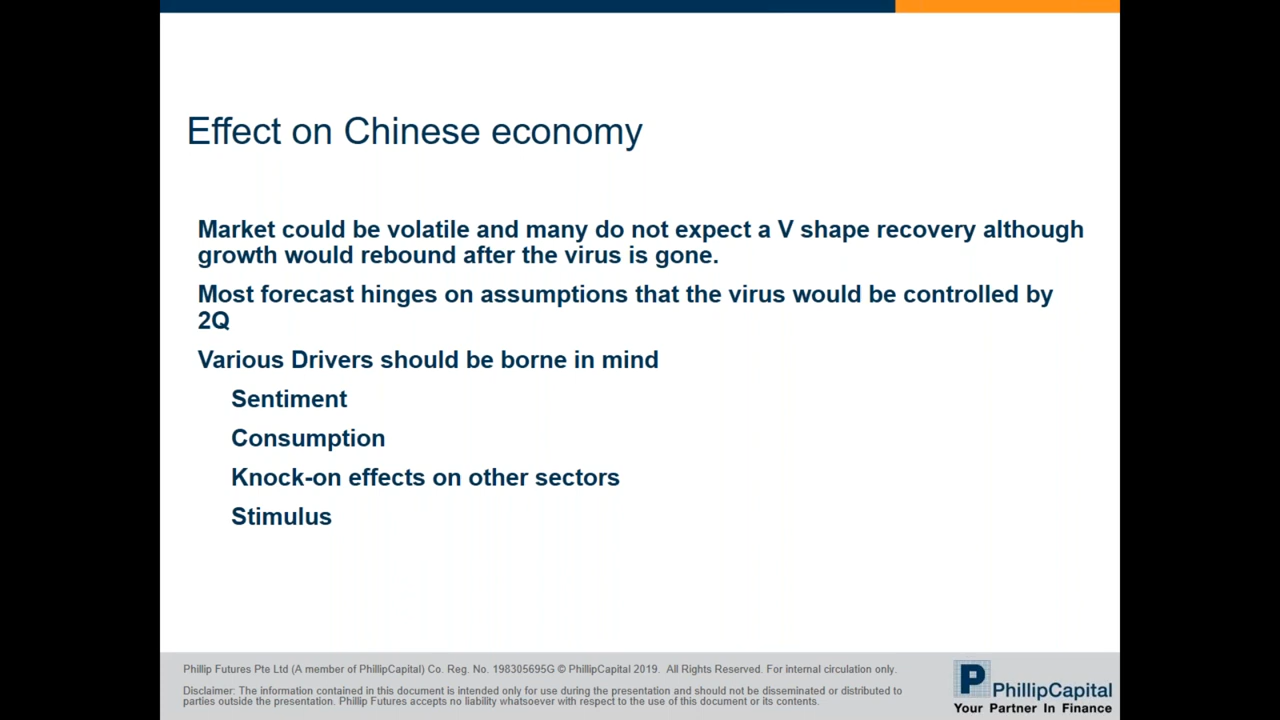 Effect on Chinese economy
Market could be volatile and many do not expect a V shape recovery although
growth would rebound after the virus is gone.
Most forecast hinges on assumptions that the virus would be controlled by
2Q
Various Drivers should be borne in mind
Sentiment
Consumption
Knock-on effects on other sectors
Stimulus
Phillip Futures Pte Ltd (A member of PhillipCapital) Co. Reg. No. 198305695G © PhillipCapital 2019. All Rights Reserved. For internal circulation only.
Disclaimer: The information contained in this document is intended only for use during the presentation and should not be disseminated or distributed to
parties outside the presentation. Phillip Futures accepts no liability whatsoever with respect to the use of this document or its contents.
P
PhillipCapital
Your Partner In Finance